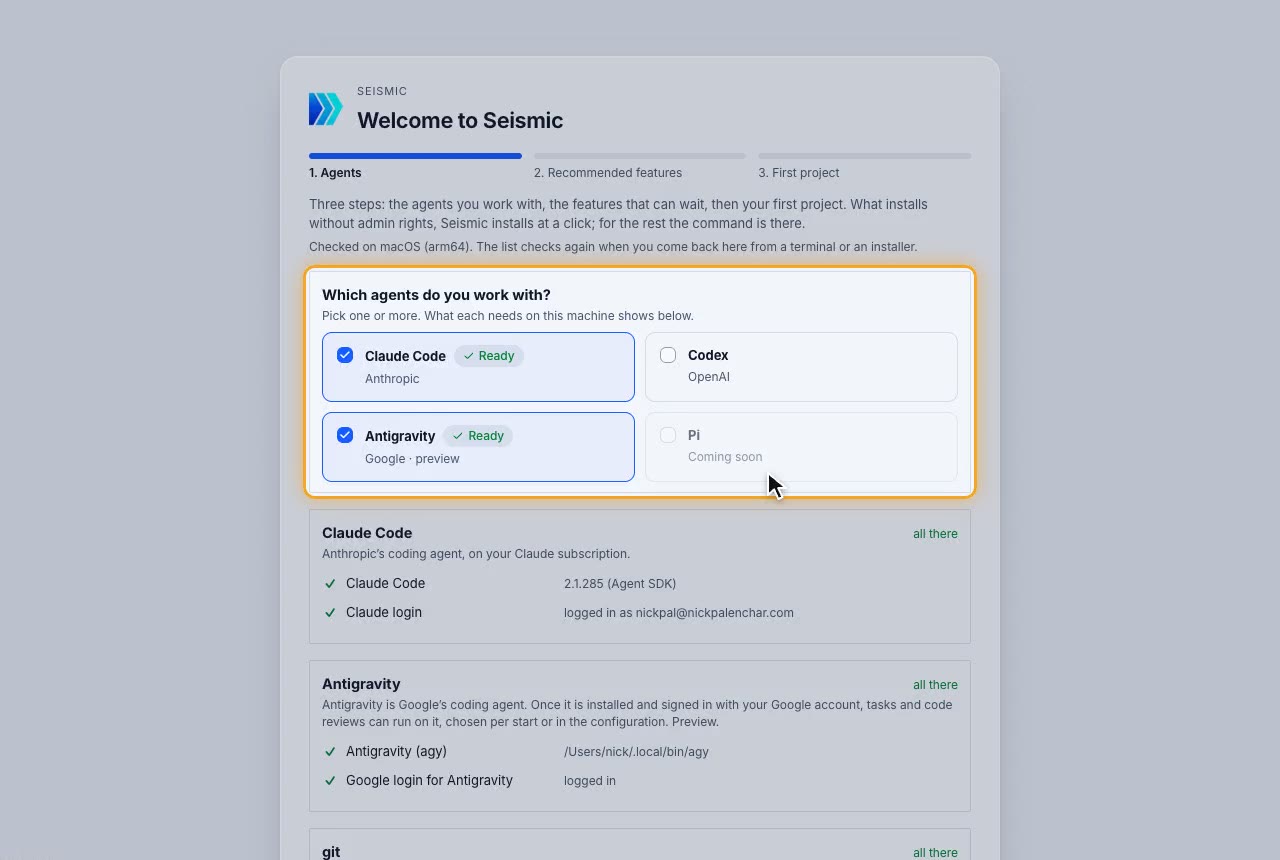 SEISMIC
Welcome to Seismic
1. Agents
2. Recommended features
3. First project
Three steps: the agents you work with, the features that can wait, then your first project. What installs
without admin rights, Seismic installs at a click; for the rest the command is there.
Checked on macOS (arm64). The list checks again when you come back here from a terminal or an installer.
Which agents do you work with?
Pick one or more. What each needs on this machine shows below.
Claude Code
Ready
Anthropic
Codex
OpenAI
Antigravity
Ready
Google · preview
Pi
Coming soon
Claude Code
all there
Anthropic’s coding agent, on your Claude subscription.
Claude Code
2.1.285 (Agent SDK)
Claude login
logged in as nickpal@nickpalenchar.com
Antigravity
all there
Antigravity is Google’s coding agent. Once it is installed and signed in with your Google account, tasks and code
reviews can run on it, chosen per start or in the configuration. Preview.
Antigravity (agy)
/Users/nick/.local/bin/agy
Google login for Antigravity
logged in
git
all there